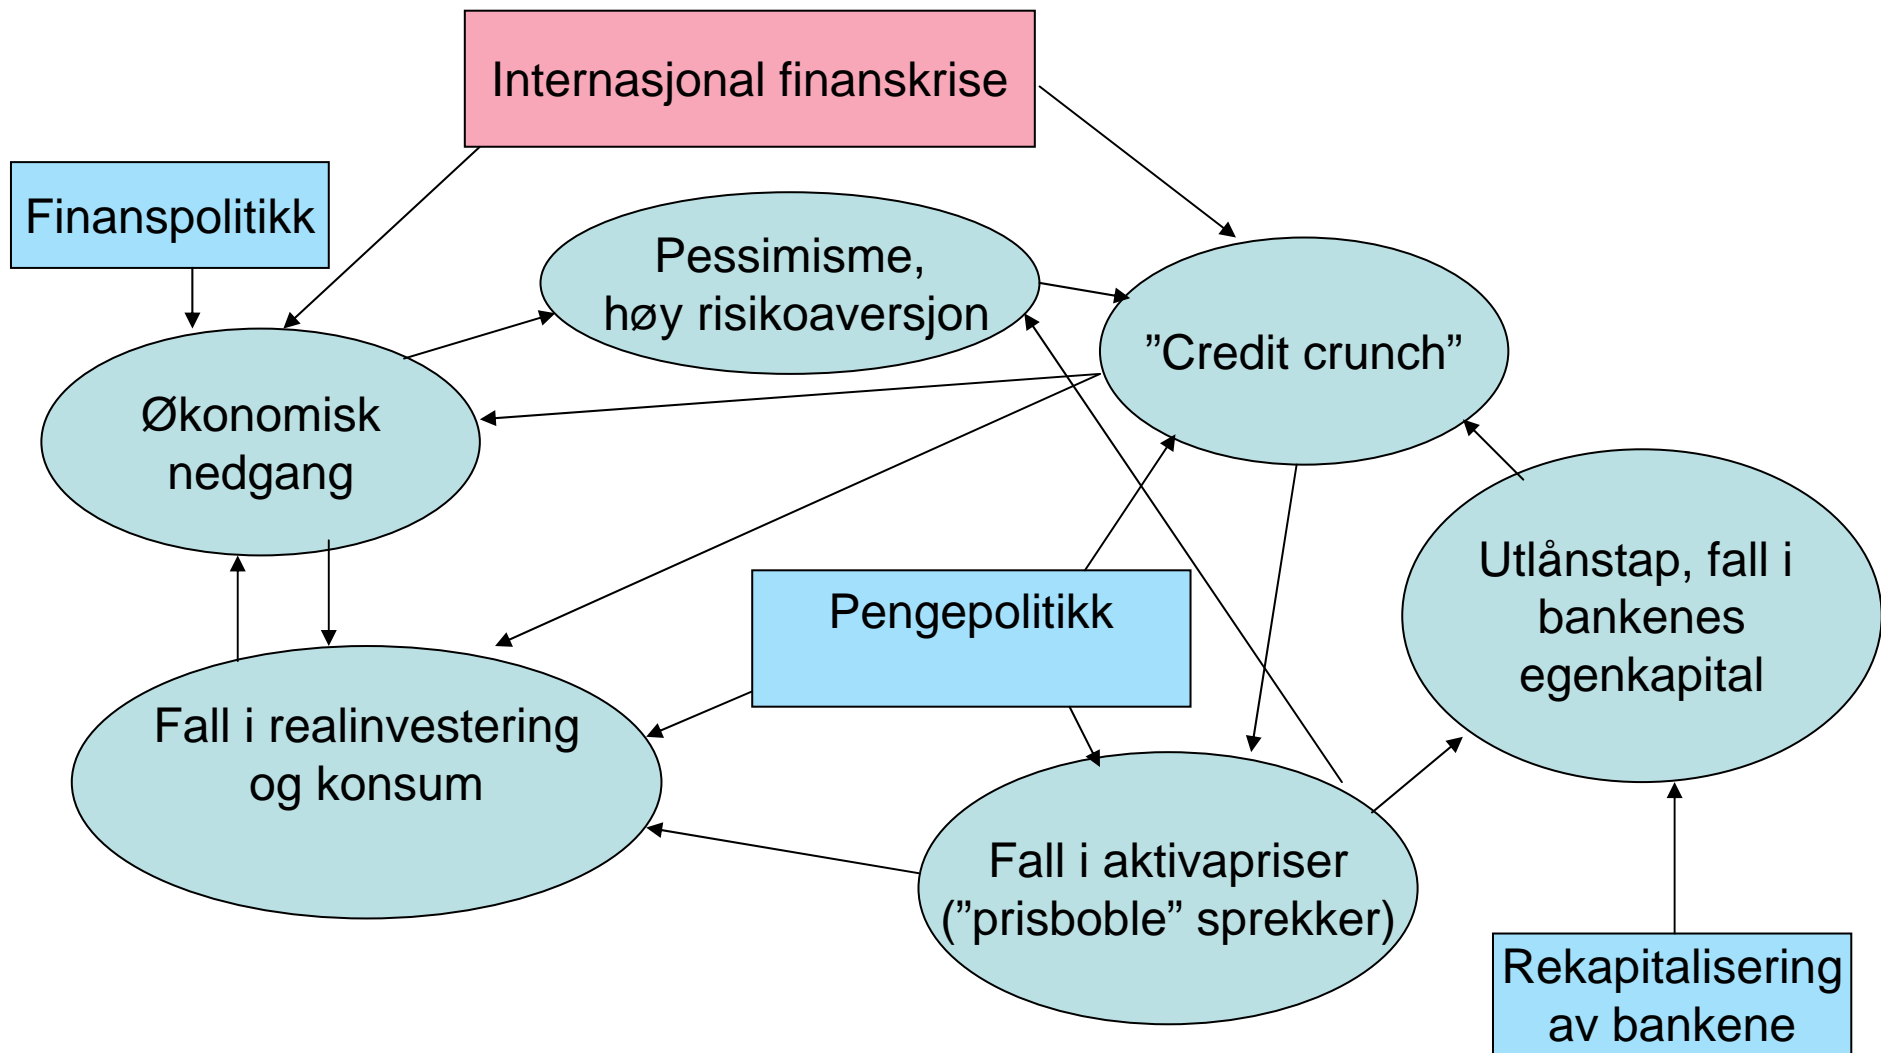 Internasjonal finanskrise
Finanspolitikk
Pessimisme,
høy risikoaversjon
”Credit crunch”
Økonomisk
nedgang
Utlånstap, fall i
bankenes
egenkapital
Pengepolitikk
Fall i realinvestering
og konsum
Fall i aktivapriser
(”prisboble” sprekker)
Rekapitalisering
av bankene